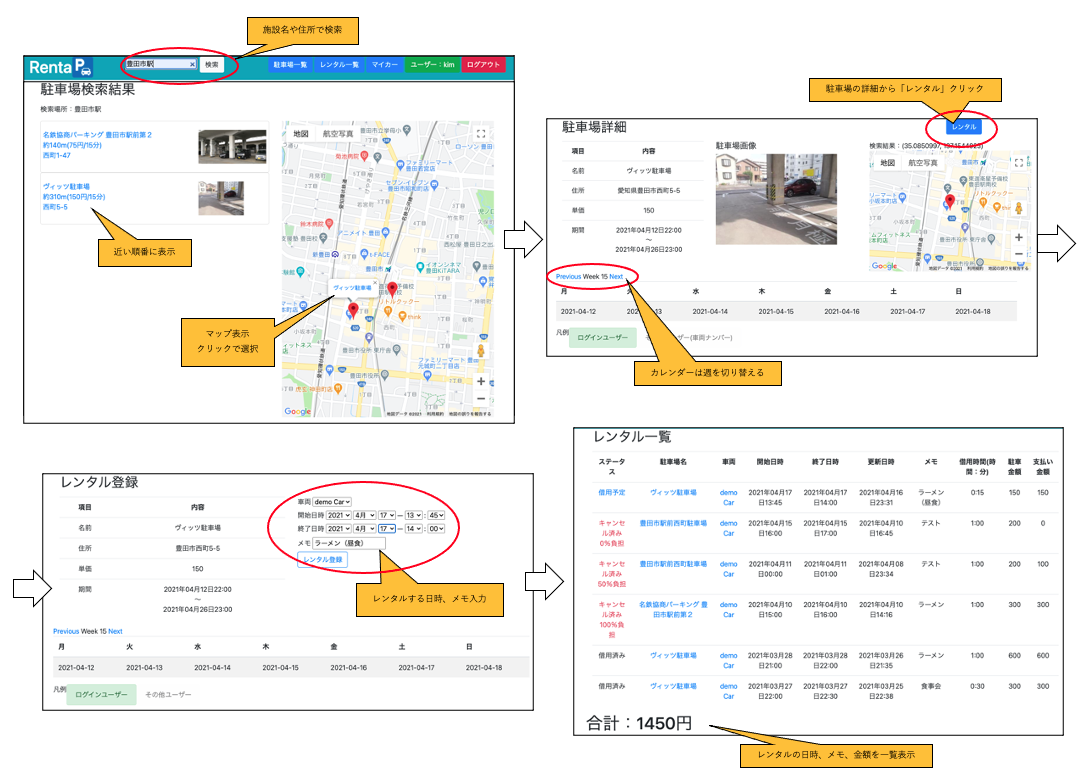 施設名や住所で検索
Renta P
豊田市駅
検索
駐車場一覧 レンタル一覧 マイカー ユーザー：kim ログアウト
駐車場検索結果
検索場所：豊田市駅
名鉄協商パーキング 豊田市駅前第２
約140m(75円/15分)
西町1-47
ヴィッツ駐車場
約310m(150円/15分)
西町5-5
近い順番に表示
地図 航空写真
ヴィッツ駐車場
マップ表示
クリックで選択
Google
地図データ ©2021 利用規約 地図の誤りを報告する
駐車場の詳細から「レンタル」クリック
駐車場詳細
レンタル
項目 内容
名前 ヴィッツ駐車場
住所 愛知県豊田市西町5-5
単価 150
期間 2021年04月12日22:00
～
2021年04月26日23:00
駐車場画像
地図 航空写真
Google
Previous Week 15 Next
月 水 木 金 土 日
2021-04-12 2021-04-14 2021-04-15 2021-04-16 2021-04-17 2021-04-18
凡例
ログインユーザー
カレンダーは週を切り替える
レンタル登録
項目 内容
名前 ヴィッツ駐車場
住所 豊田市西町5-5
単価 150
期間 2021年04月12日22:00
～
2021年04月26日23:00
車両 demo Car
開始日時 2021 4月 17 ー 13 : 45
終了日時 2021 4月 17 ー 14 : 00
メモ ラーメン（昼食）
レンタル登録
レンタルする日時、メモ入力
Previous Week 15 Next
月 火 水 木 金 土 日
2021-04-12 2021-04-13 2021-04-14 2021-04-15 2021-04-16 2021-04-17 2021-04-18
凡例 ログインユーザー その他ユーザー
レンタル一覧
ステータス 駐車場名 車両 開始日時 終了日時 更新日時 メモ 借用時間(時間：分) 駐車金額 支払い金額
借用予定 ヴィッツ駐車場 demo Car 2021年04月17日13:45 2021年04月17日14:00 2021年04月16日23:31 ラーメン（昼食） 0:15 150 150
キャンセル済み 0%負担 豊田市駅前西町駐車場 demo Car 2021年04月15日16:00 2021年04月15日17:00 2021年04月10日16:45 テスト 1:00 200 0
キャンセル済み 50%負担 豊田市駅前西町駐車場 demo Car 2021年04月11日00:00 2021年04月11日01:00 2021年04月08日23:34 テスト 1:00 200 100
キャンセル済み 100%負担 名鉄協商パーキング 豊田市駅前第２ demo Car 2021年04月10日15:00 2021年04月10日16:00 2021年04月10日14:16 ラーメン 1:00 300 300
借用済み ヴィッツ駐車場 demo Car 2021年03月28日21:00 2021年03月28日22:00 2021年03月26日21:35 ラーメン 1:00 600 600
借用済み ヴィッツ駐車場 demo Car 2021年03月27日22:00 2021年03月27日22:30 2021年03月25日22:38 食事会 0:30 300 300
合計：1450円
レンタルの日時、メモ、金額を一覧表示